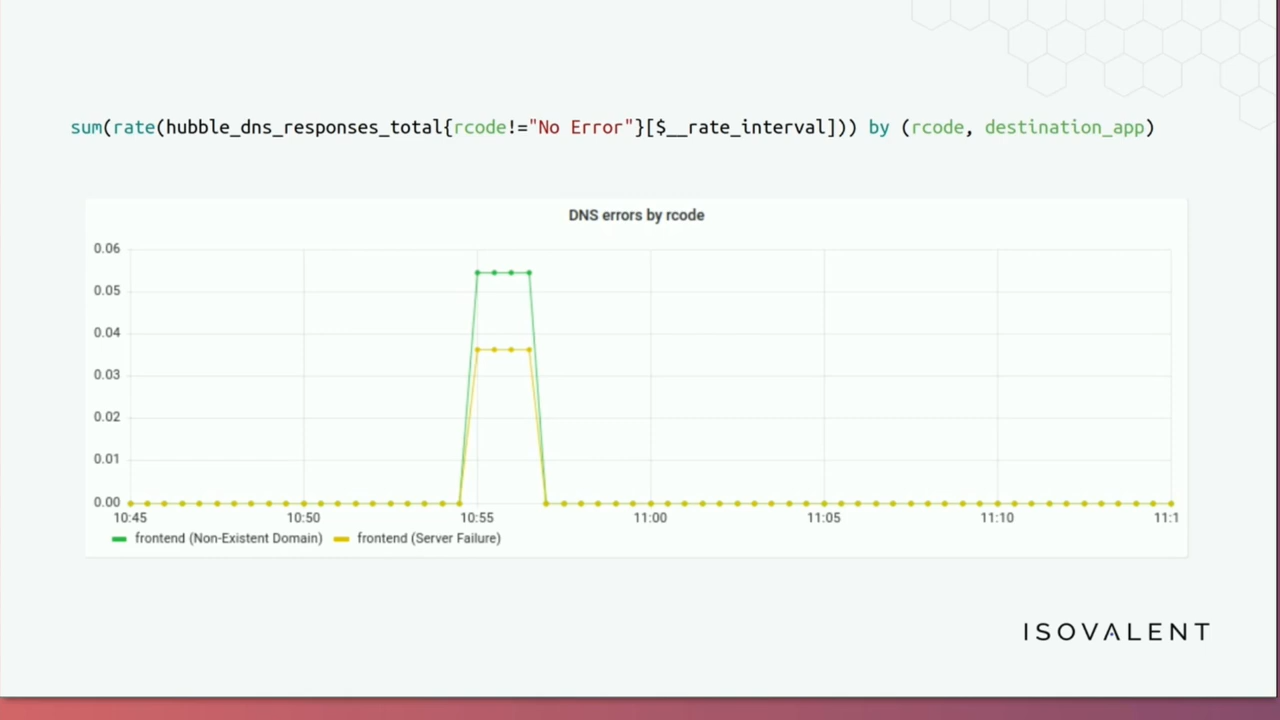 sum(rate(hubble_dns_responses_total{rcode!="No Error"}[$__rate_interval])) by (rcode, destination_app)
DNS errors by rcode
0.06
0.05
0.04
0.03
0.02
0.01
0.00
10:45 10:50 10:55 11:00 11:05 11:10 11:1
frontend (Non-Existent Domain) frontend (Server Failure)
ISOVALENT